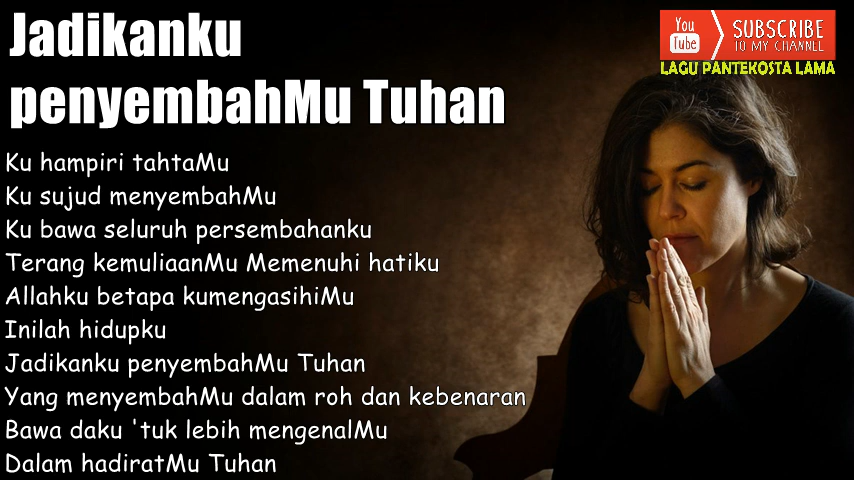 Jadikanku
penyembahMu Tuhan
You
Tube
SUBSCRIBE
TO MY CHANNEL
LAGU PANTEKOSTA LAMA
Ku hampiri tahtaMu
Ku sujud menyembahMu
Ku bawa seluruh persembahanku
Terang kemuliaanMu Memenuhi hatiku
Allahku betapa kumengasihiMu
Inilah hidupku
Jadikanku penyembahMu Tuhan
Yang menyembahMu dalam roh dan kebenaran
Bawa daku 'tuk lebih mengenalMu
Dalam hadiratMu Tuhan